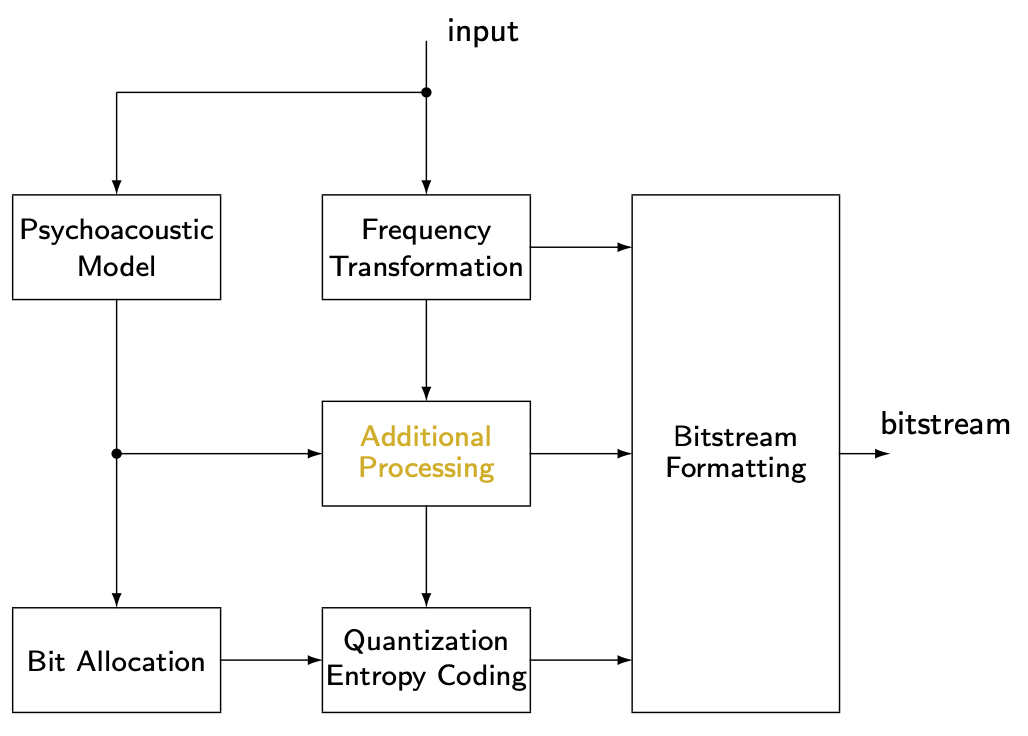 input
Psychoacoustic
Model
Frequency
Transformation
Additional
Processing
Bitstream
Formatting
bitstream
Bit Allocation
Quantization
Entropy Coding